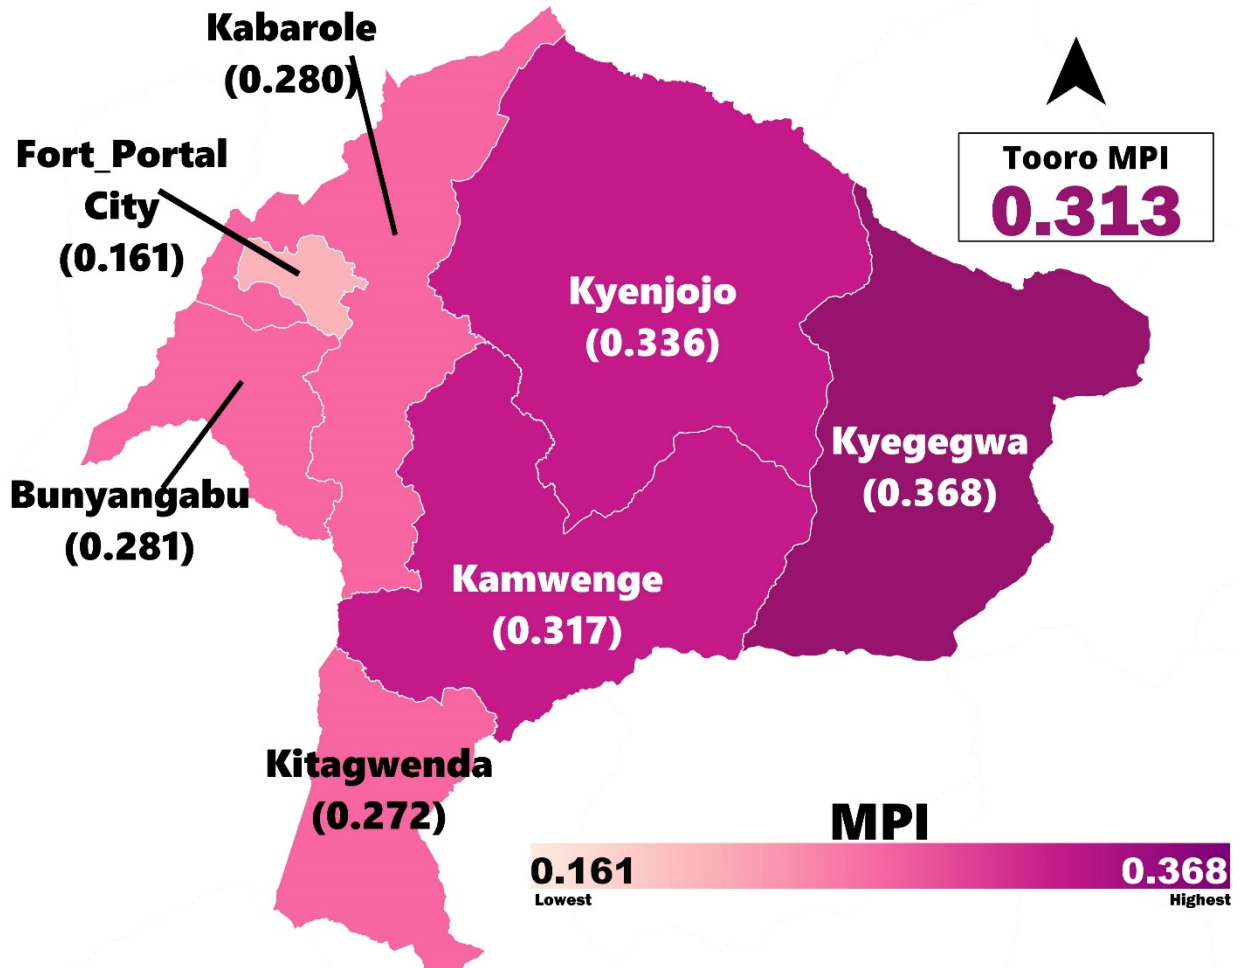 Kabarole
(0.280)
Fort_Portal
City
(0.161)
Tooro MPI
0.313
Kyenjojo
(0.336)
Kyegegwa
(0.368)
Bunyangabu
(0.281)
Kamwenge
(0.317)
Kitagwenda
(0.272)
MPI
0.161
0.368
Lowest
Highest